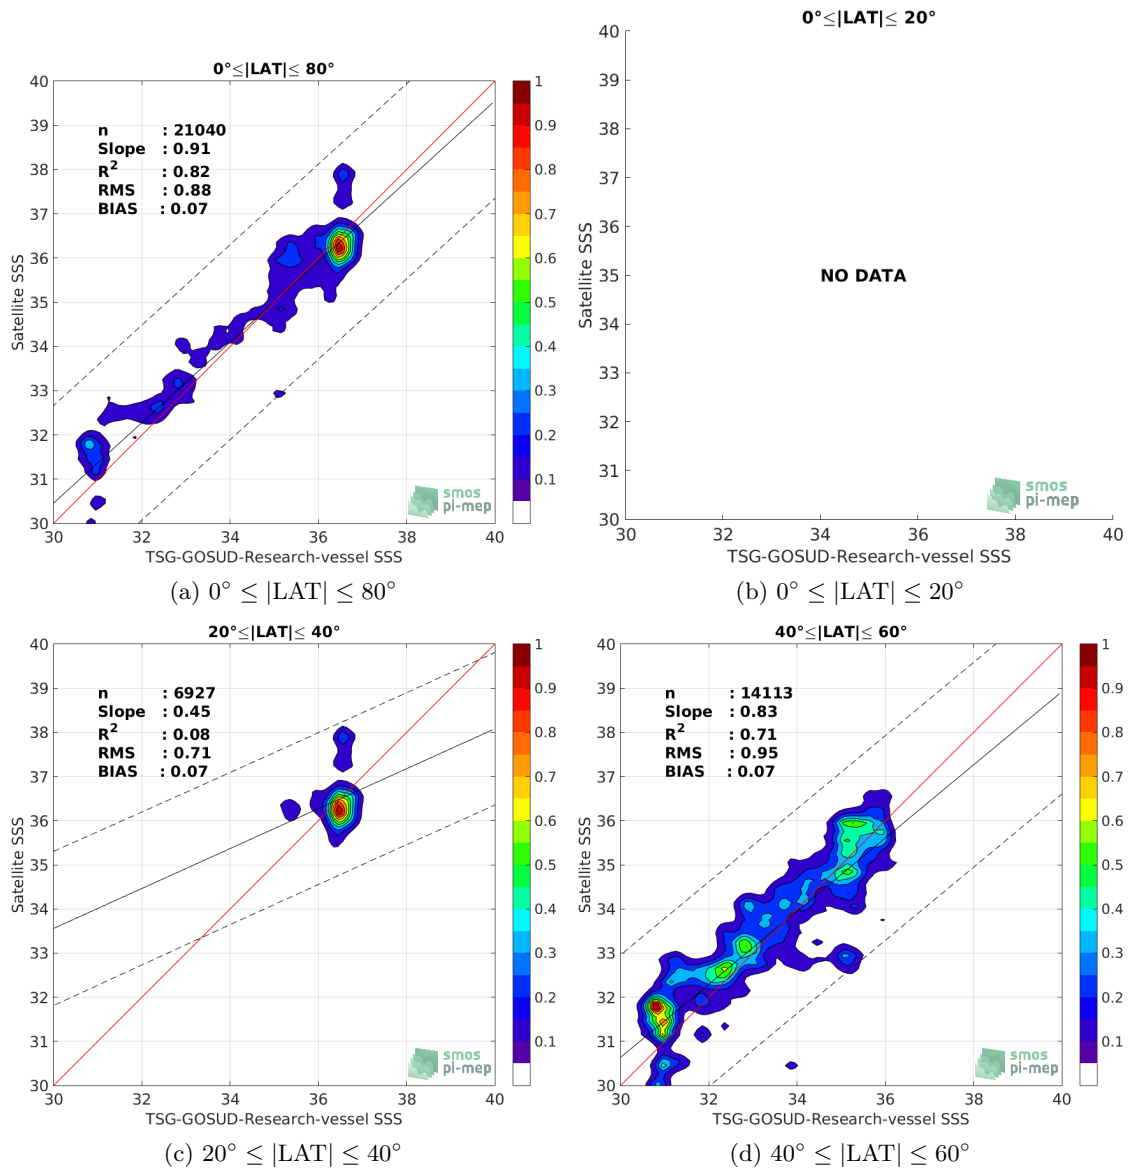 0°≤|LAT|≤ 80°
40
39
38
37
36
35
34
33
32
31
30
n : 21040
Slope : 0.91
R2 : 0.82
RMS : 0.88
BIAS : 0.07
Satellite SSS
smos
pi-mep
30 32 34 36 38 40
TSG-GOSUD-Research-vessel SSS
1
0.9
0.8
0.7
0.6
0.5
0.4
0.3
0.2
0.1
(a) 0° ≤ |LAT| ≤ 80°
0°≤|LAT|≤ 20°
40
39
38
37
36
35
34
33
32
31
30
Satellite SSS
NO DATA
smos
pi-mep
30 32 34 36 38 40
TSG-GOSUD-Research-vessel SSS
(b) 0° ≤ |LAT| ≤ 20°
20°≤|LAT|≤ 40°
40
39
38
37
36
35
34
33
32
31
30
n : 6927
Slope : 0.45
R2 : 0.08
RMS : 0.71
BIAS : 0.07
Satellite SSS
smos
pi-mep
30 32 34 36 38 40
TSG-GOSUD-Research-vessel SSS
1
0.9
0.8
0.7
0.6
0.5
0.4
0.3
0.2
0.1
(c) 20° ≤ |LAT| ≤ 40°
40°≤|LAT|≤ 60°
40
39
38
37
36
35
34
33
32
31
30
n : 14113
Slope : 0.83
R2 : 0.71
RMS : 0.95
BIAS : 0.07
Satellite SSS
smos
pi-mep
30 32 34 36 38 40
TSG-GOSUD-Research-vessel SSS
1
0.9
0.8
0.7
0.6
0.5
0.4
0.3
0.2
0.1
(d) 40° ≤ |LAT| ≤ 60°